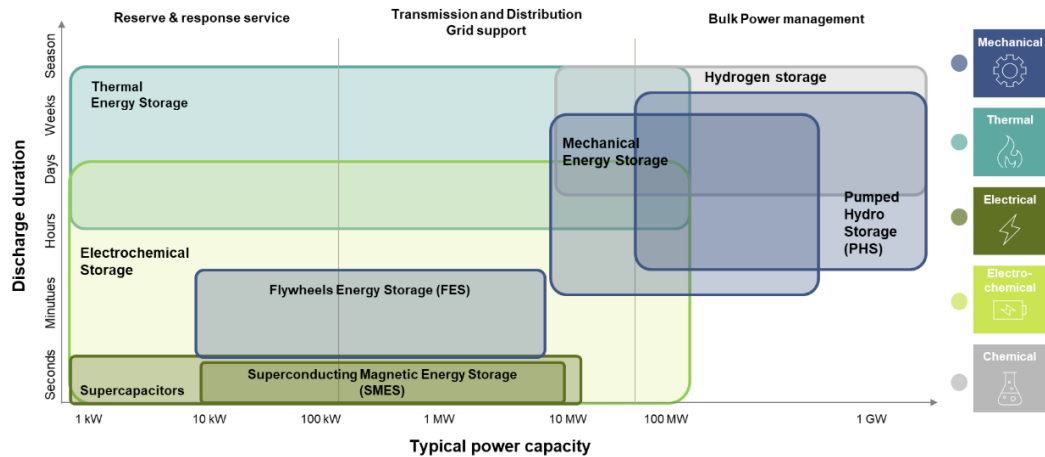 Reserve & response service
Transmission and Distribution
Grid support
Bulk Power management
Discharge duration
Season
Weeks
Days
Hours
Minutues
Seconds
Thermal
Energy Storage
Hydrogen storage
Mechanical
Energy Storage
Pumped
Hydro
Storage
(PHS)
Electrochemical
Storage
Flywheels Energy Storage (FES)
Superconducting Magnetic Energy Storage
(SMES)
Supercapacitors
1 kW
10 kW
100 kW
1 MW
10 MW
100 MW
1 GW
Typical power capacity
Mechanical
Thermal
Electrical
Electro-
chemical
Chemical